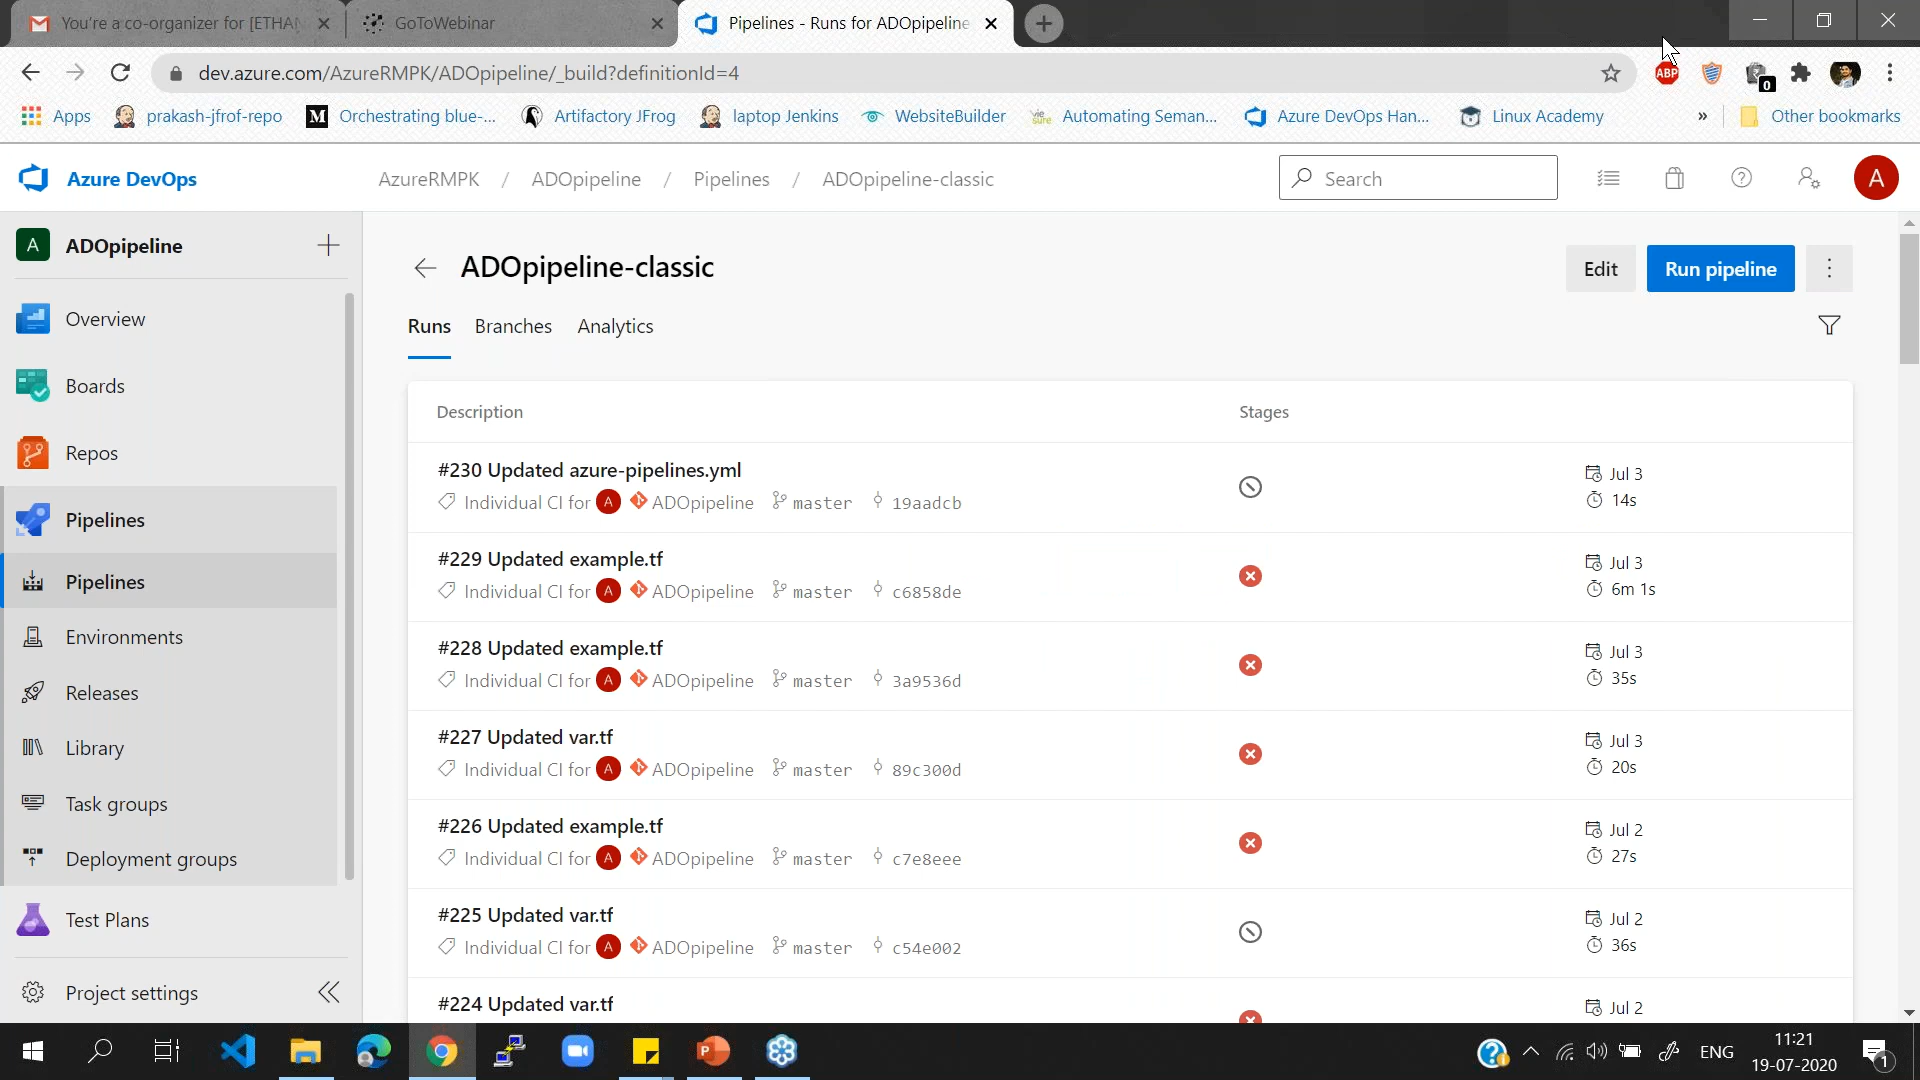 You're a co-organizer for [ETHAN
GoToWebinar
Pipelines - Runs for ADOpipeline
dev.azure.com/AzureRMPK/ADOpipeline/_build?definitionId=4
ABP
0
Apps
prakash-jfrof-repo
M
Orchestrating blue-...
Artifactory JFrog
laptop Jenkins
WebsiteBuilder
Automating Seman...
Azure DevOps Han...
Linux Academy
»
Other bookmarks
Azure DevOps
AzureRMPK / ADOpipeline / Pipelines / ADOpipeline-classic
Search
A
A
ADOpipeline
Overview
Boards
Repos
Pipelines
Pipelines
Environments
Releases
Library
Task groups
Deployment groups
Test Plans
Project settings
ADOpipeline-classic
Edit
Run pipeline
Runs
Branches
Analytics
Description
Stages
#230 Updated azure-pipelines.yml
Individual CI for A ADOpipeline master 19aadcb
Jul 3
14s
#229 Updated example.tf
Individual CI for A ADOpipeline master c6858de
Jul 3
6m 1s
#228 Updated example.tf
Individual CI for A ADOpipeline master 3a9536d
Jul 3
35s
#227 Updated var.tf
Individual CI for A ADOpipeline master 89c300d
Jul 3
20s
#226 Updated example.tf
Individual CI for A ADOpipeline master c7e8eee
Jul 2
27s
#225 Updated var.tf
Individual CI for A ADOpipeline master c54e002
Jul 2
36s
#224 Updated var.tf
Jul 2
ENG
11:21
19-07-2020
1